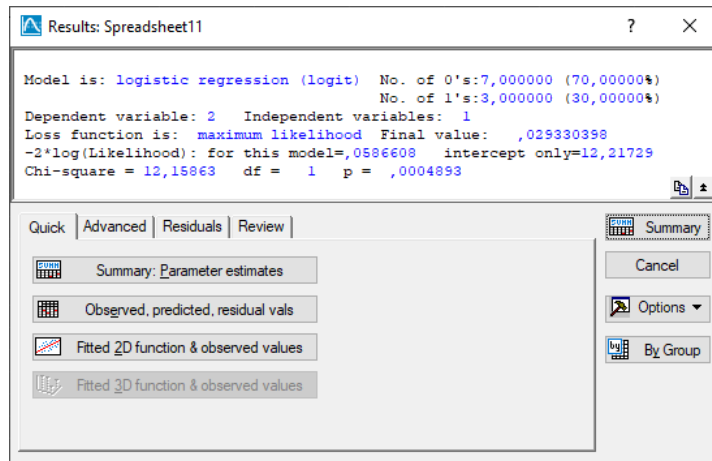 Results: Spreadsheet11 ? ×
Model is: logistic regression (logit) No. of 0's:7,000000 (70,00000%)
No. of 1's:3,000000 (30,00000%)
Dependent variable: 2 Independent variables: 1
Loss function is: maximum likelihood Final value: ,029330398
-2*log(Likelihood): for this model=,0586608 intercept only=12,21729
Chi-square = 12,15863 df = 1 p = ,0004893
Quick Advanced Residuals Review
Summary
Summary: Parameter estimates
Cancel
Observed, predicted, residual vals
Options
Fitted 2D function & observed values
By Group
Fitted 3D function & observed values